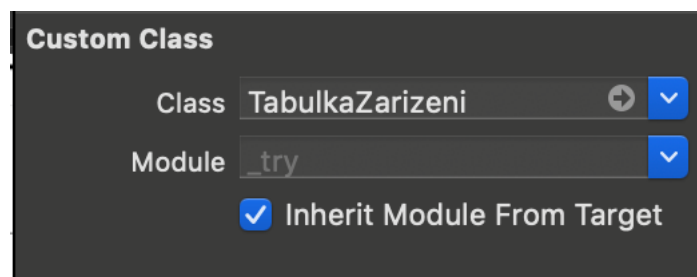 Custom Class
Class TabulkaZarizeni
Module _try
Inherit Module From Target